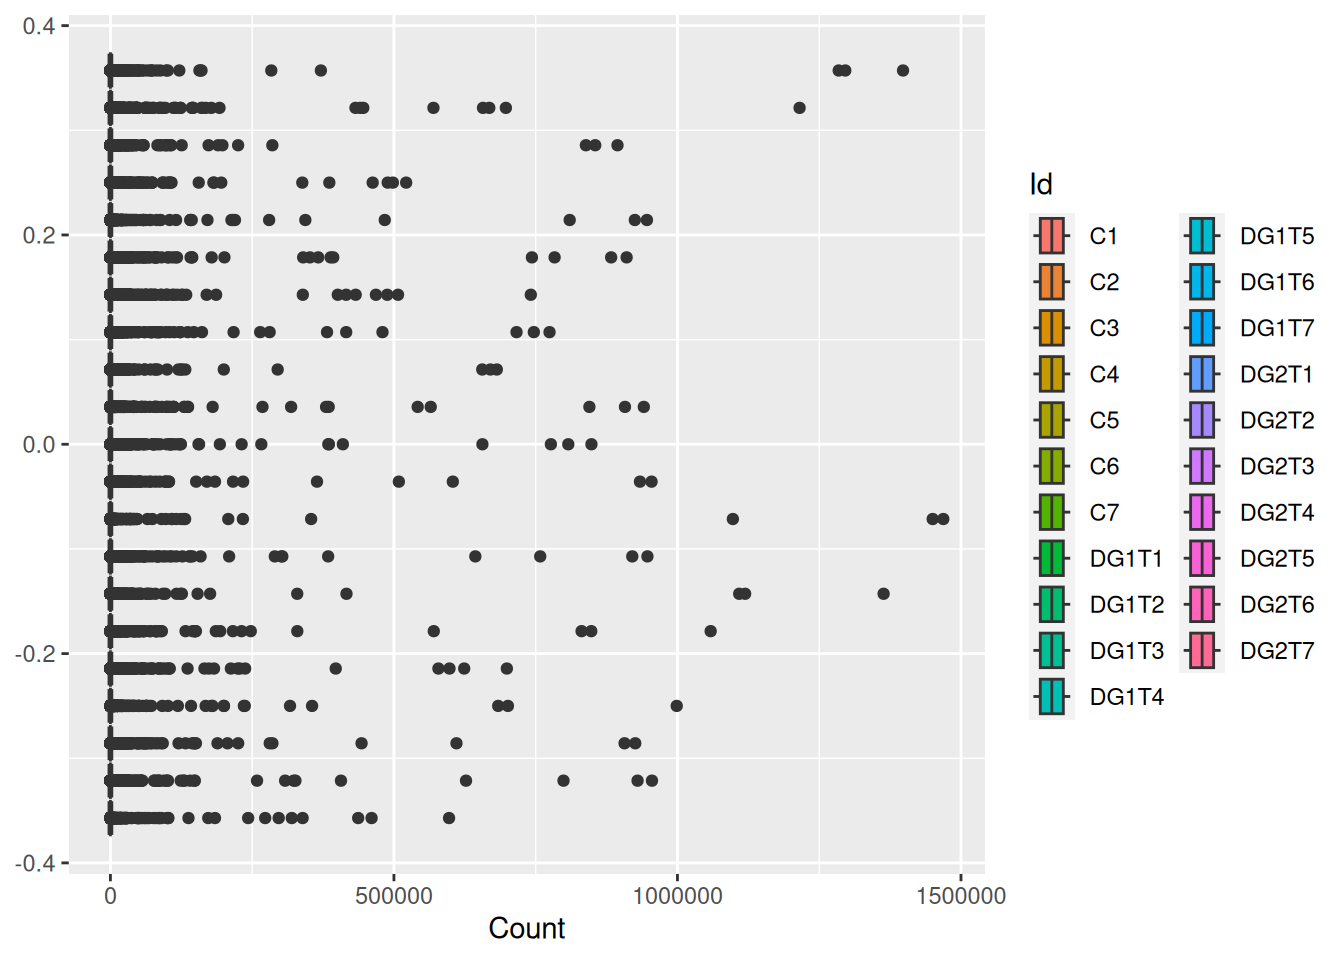 0.4
0.2
0.0
-0.2
-0.4
0
500000
1000000
1500000
Count
Id
C1
C2
C3
C4
C5
C6
C7
DG1T1
DG1T2
DG1T3
DG1T4
DG1T5
DG1T6
DG1T7
DG2T1
DG2T2
DG2T3
DG2T4
DG2T5
DG2T6
DG2T7